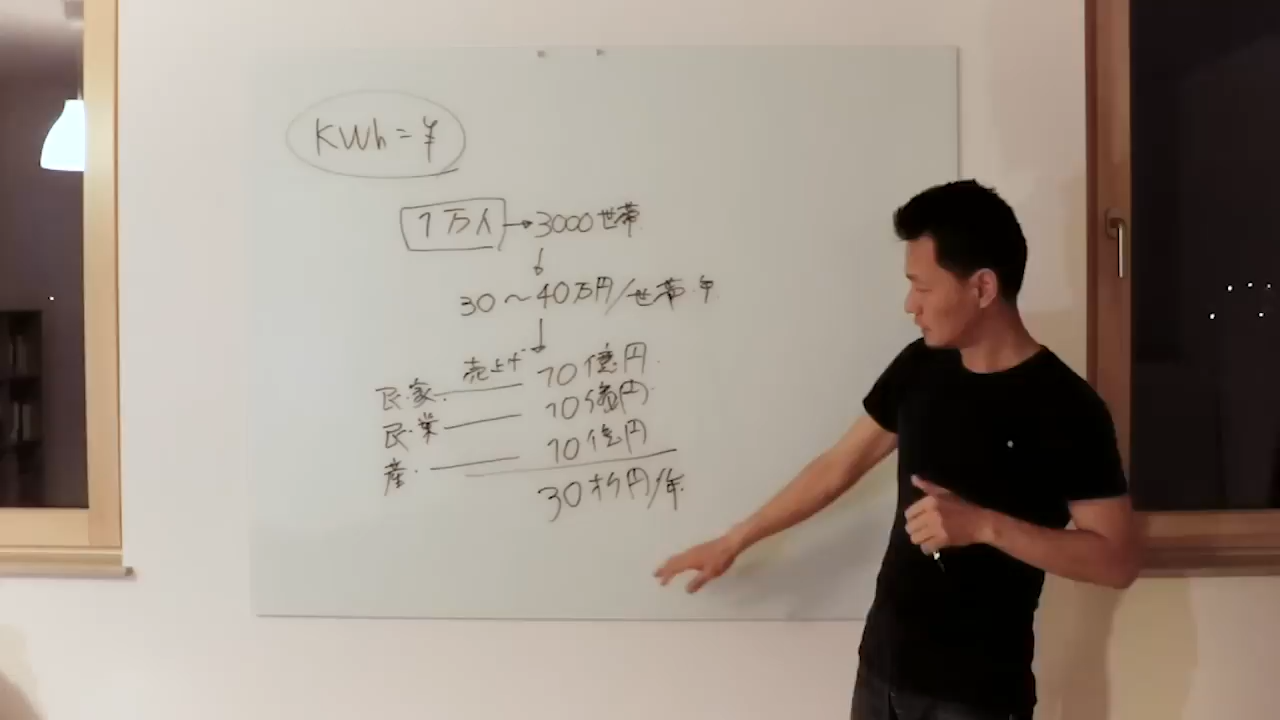 KWh=¥
1万人→3000世帯
↓
30～40万円/世帯・年
↓
売上げ
民・家. 10億円.
民・業 10億円.
産. 10億円
30オク円/年.